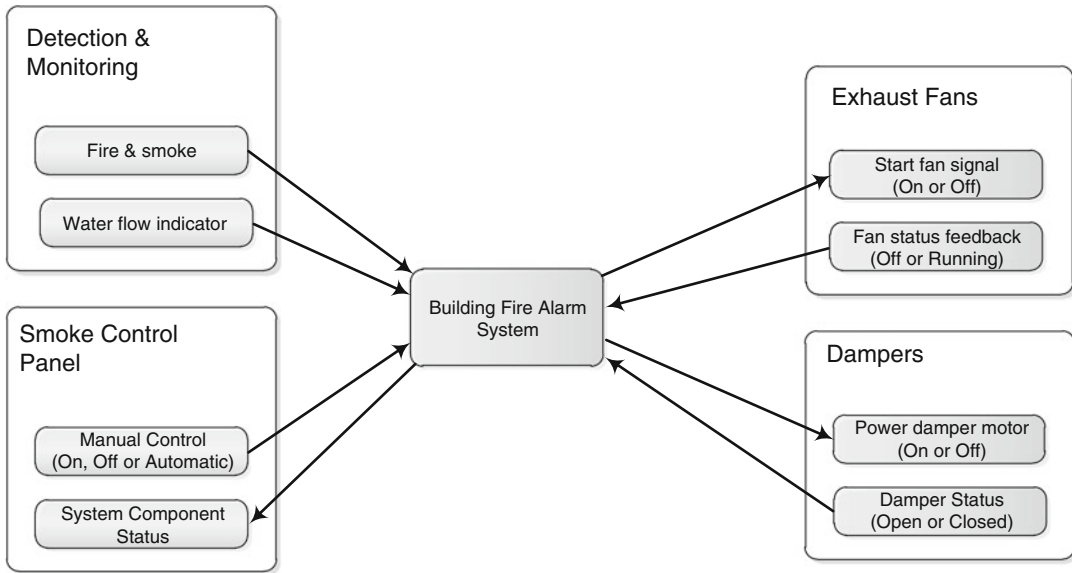 Detection &
Monitoring
Fire & smoke
Water flow indicator
Smoke Control
Panel
Manual Control
(On, Off or Automatic)
System Component
Status
Building Fire Alarm
System
Exhaust Fans
Start fan signal
(On or Off)
Fan status feedback
(Off or Running)
Dampers
Power damper motor
(On or Off)
Damper Status
(Open or Closed)